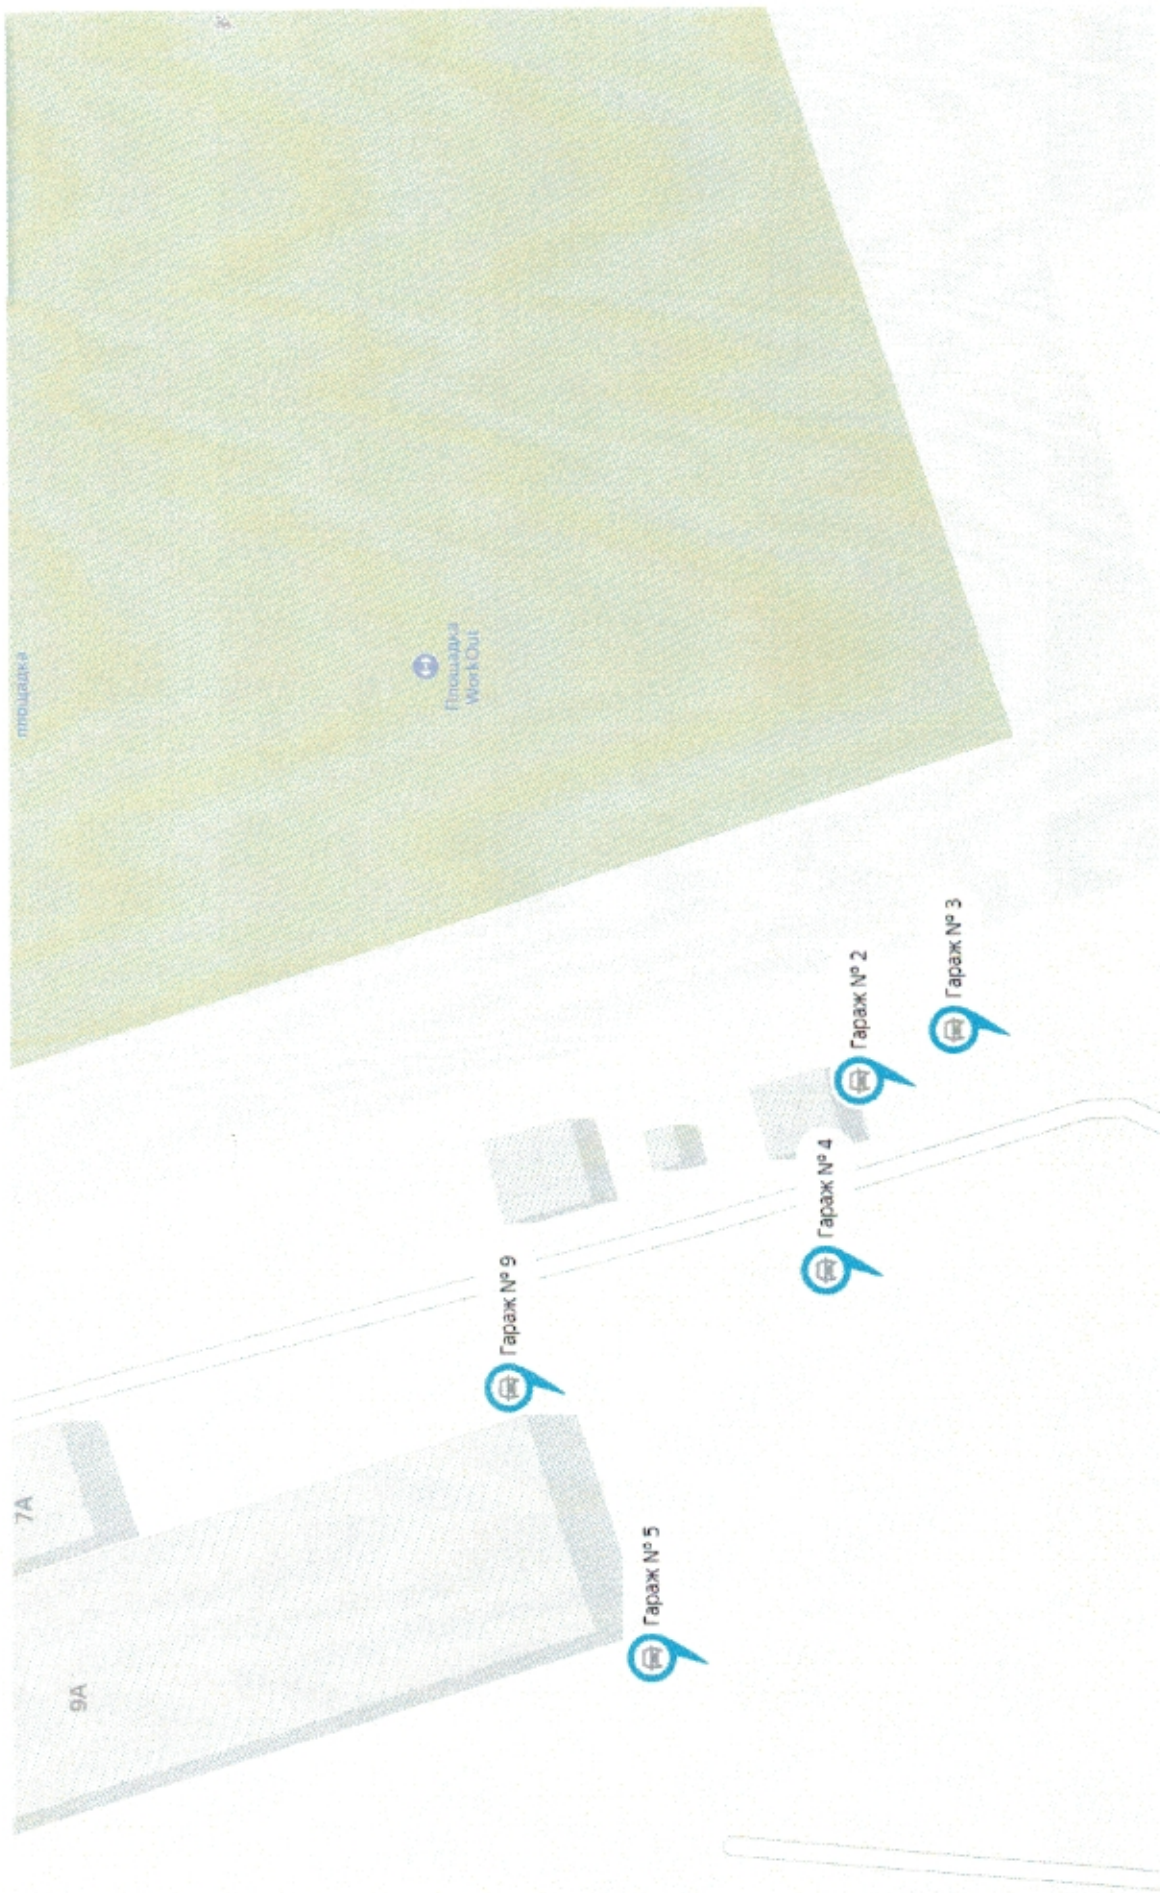 площадка
Площадка
WorkOut
Гараж № 3
Гараж № 2
Гараж № 4
Гараж № 9
Гараж № 5
7А
9А